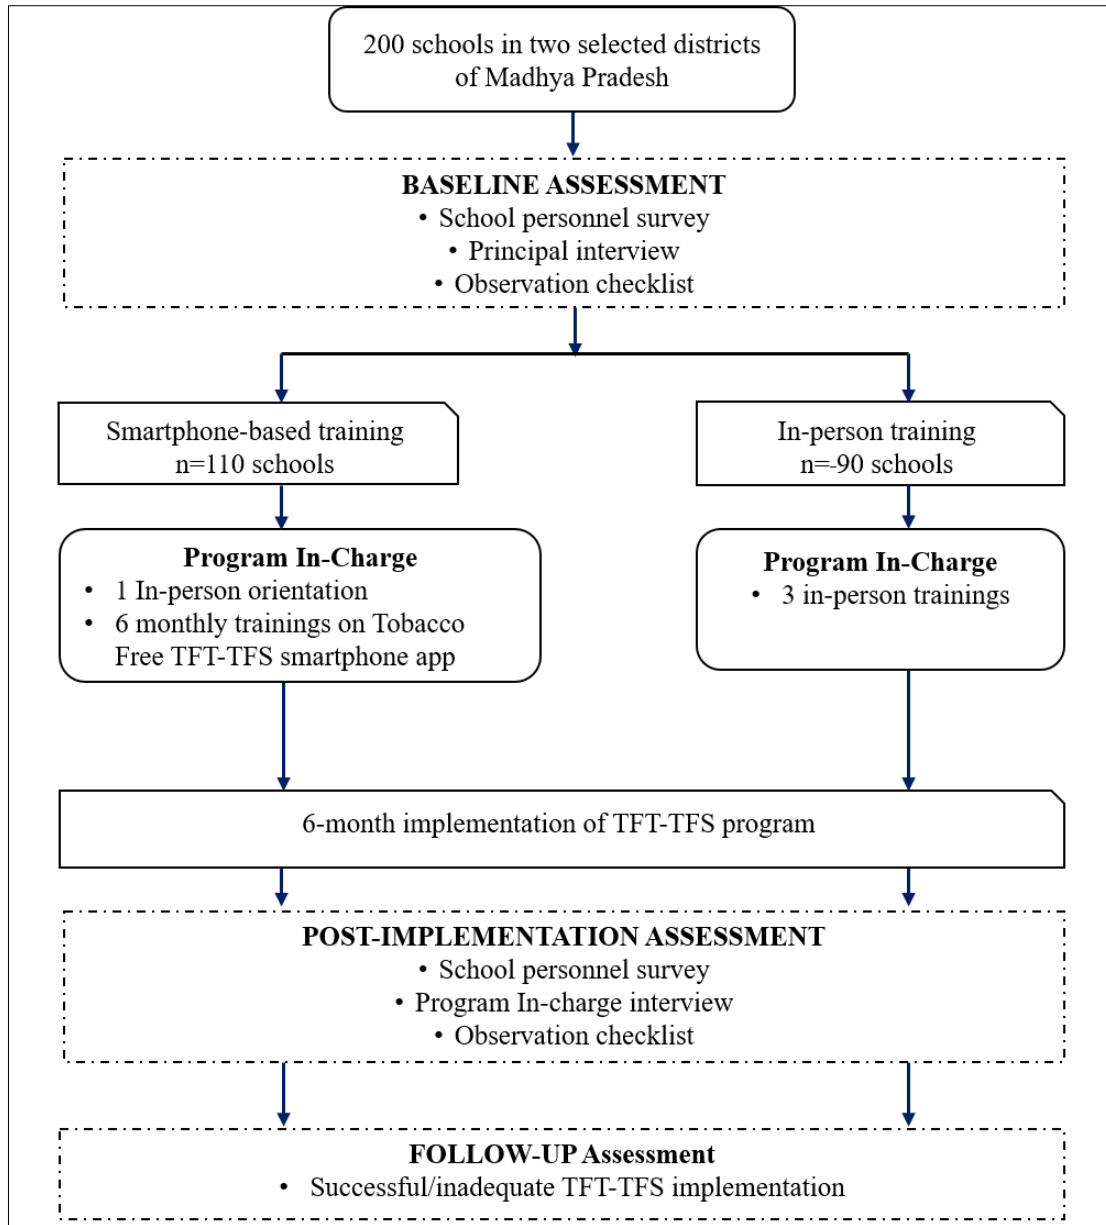 200 schools in two selected districts
of Madhya Pradesh
BASELINE ASSESSMENT
• School personnel survey
• Principal interview
• Observation checklist
Smartphone-based training
n=110 schools
In-person training
n=-90 schools
Program In-Charge
• 1 In-person orientation
• 6 monthly trainings on Tobacco
Free TFT-TFS smartphone app
Program In-Charge
• 3 in-person trainings
6-month implementation of TFT-TFS program
POST-IMPLEMENTATION ASSESSMENT
• School personnel survey
• Program In-charge interview
• Observation checklist
FOLLOW-UP Assessment
• Successful/inadequate TFT-TFS implementation